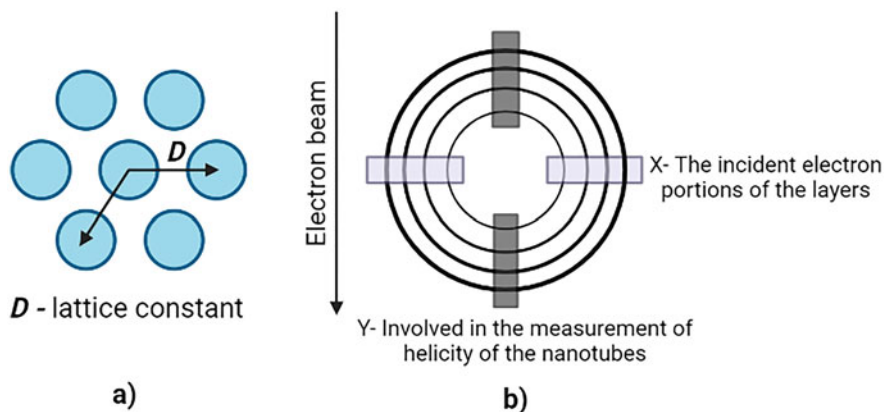 D
D - lattice constant
a)
Electron beam
X- The incident electron
portions of the layers
Y- Involved in the measurement of
helicity of the nanotubes
b)